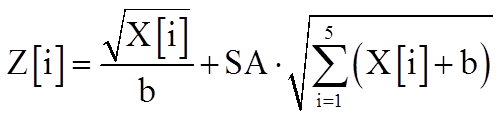 Z[i] = √X[i] / b + SA · √∑_{i=1}^{5} (X[i] + b)